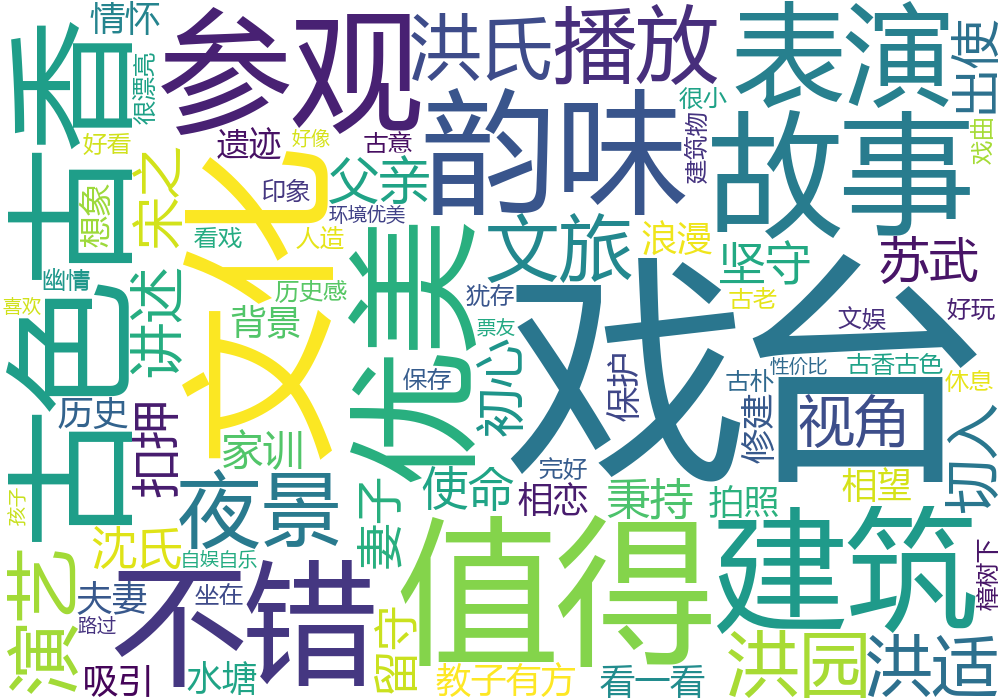 情怀
参观
洪氏
播放
表演
出使
古色古香
很漂亮
好看
遗迹
好像
古意
韵味
很小
建筑物
故事
戏曲
想象
宋之
文化
印象
父亲
环境优美
看戏
人造
优美
文旅
浪漫
坚守
苏武
幽情
讲述
历史感
犹存
戏台
古老
文娱
好玩
喜欢
背景
票友
初心
保存
保护
性价比
古香古色
古朴
休息
历史
扣押
家训
视角
修建
切入
夜景
妻子
使命
完好
相恋
秉持
拍照
相望
孩子
沈氏
自娱自乐
不错
值得
建筑
樟树下
演艺
夫妻
坐在
路过
留守
吸引
水塘
教子有方
看一看
洪园
洪适